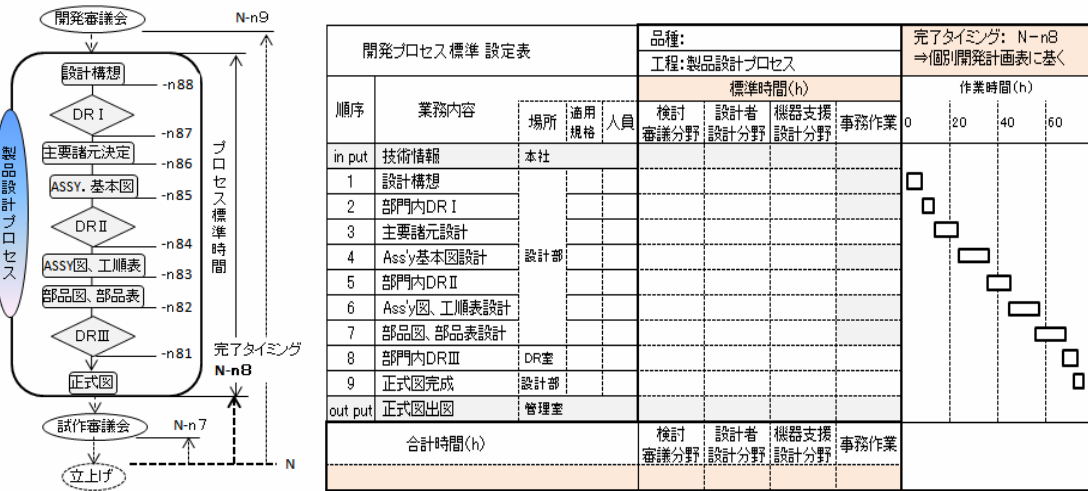 開発審議会
N-n9
設計構想
-n88
DRⅠ
-n87
主要諸元決定
-n86
ASSY. 基本図
-n85
DRⅡ
-n84
ASSY図、工順表
-n83
部品図、部品表
-n82
DRⅢ
-n81
正式図
製品設計プロセス
プロセス標準時間
完了タイミング
N-n8
試作審議会
N-n7
立上げ
N
開発プロセス標準 設定表
品種:
工程:製品設計プロセス
完了タイミング: N-n8
⇒個別開発計画表に基く
順序
業務内容
場所
適用
規格
人員
標準時間(h)
検討
審議分野
設計者
設計分野
機器支援
設計分野
事務作業
作業時間(h)
0 20 40 60
in put 技術情報 本社
1 設計構想
2 部門内DRⅠ
3 主要諸元設計
4 Ass'y基本図設計 設計部
5 部門内DRⅡ
6 Ass'y図、工順表設計
7 部品図、部品表設計
8 部門内DRⅢ DR室
9 正式図完成 設計部
out put 正式図出図 管理室
合計時間(h)
検討
審議分野
設計者
設計分野
機器支援
設計分野
事務作業